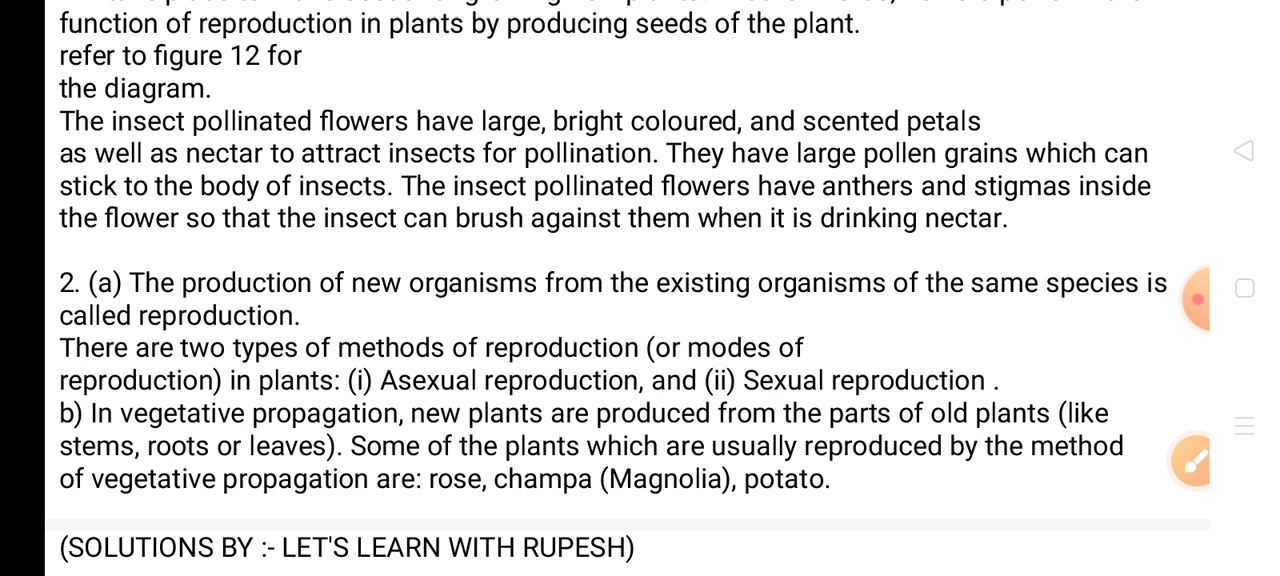 function of reproduction in plants by producing seeds of the plant.
refer to figure 12 for
the diagram.
The insect pollinated flowers have large, bright coloured, and scented petals
as well as nectar to attract insects for pollination. They have large pollen grains which can
stick to the body of insects. The insect pollinated flowers have anthers and stigmas inside
the flower so that the insect can brush against them when it is drinking nectar.
2. (a) The production of new organisms from the existing organisms of the same species is
called reproduction.
There are two types of methods of reproduction (or modes of
reproduction) in plants: (i) Asexual reproduction, and (ii) Sexual reproduction .
b) In vegetative propagation, new plants are produced from the parts of old plants (like
stems, roots or leaves). Some of the plants which are usually reproduced by the method
of vegetative propagation are: rose, champa (Magnolia), potato.
(SOLUTIONS BY :- LET'S LEARN WITH RUPESH)